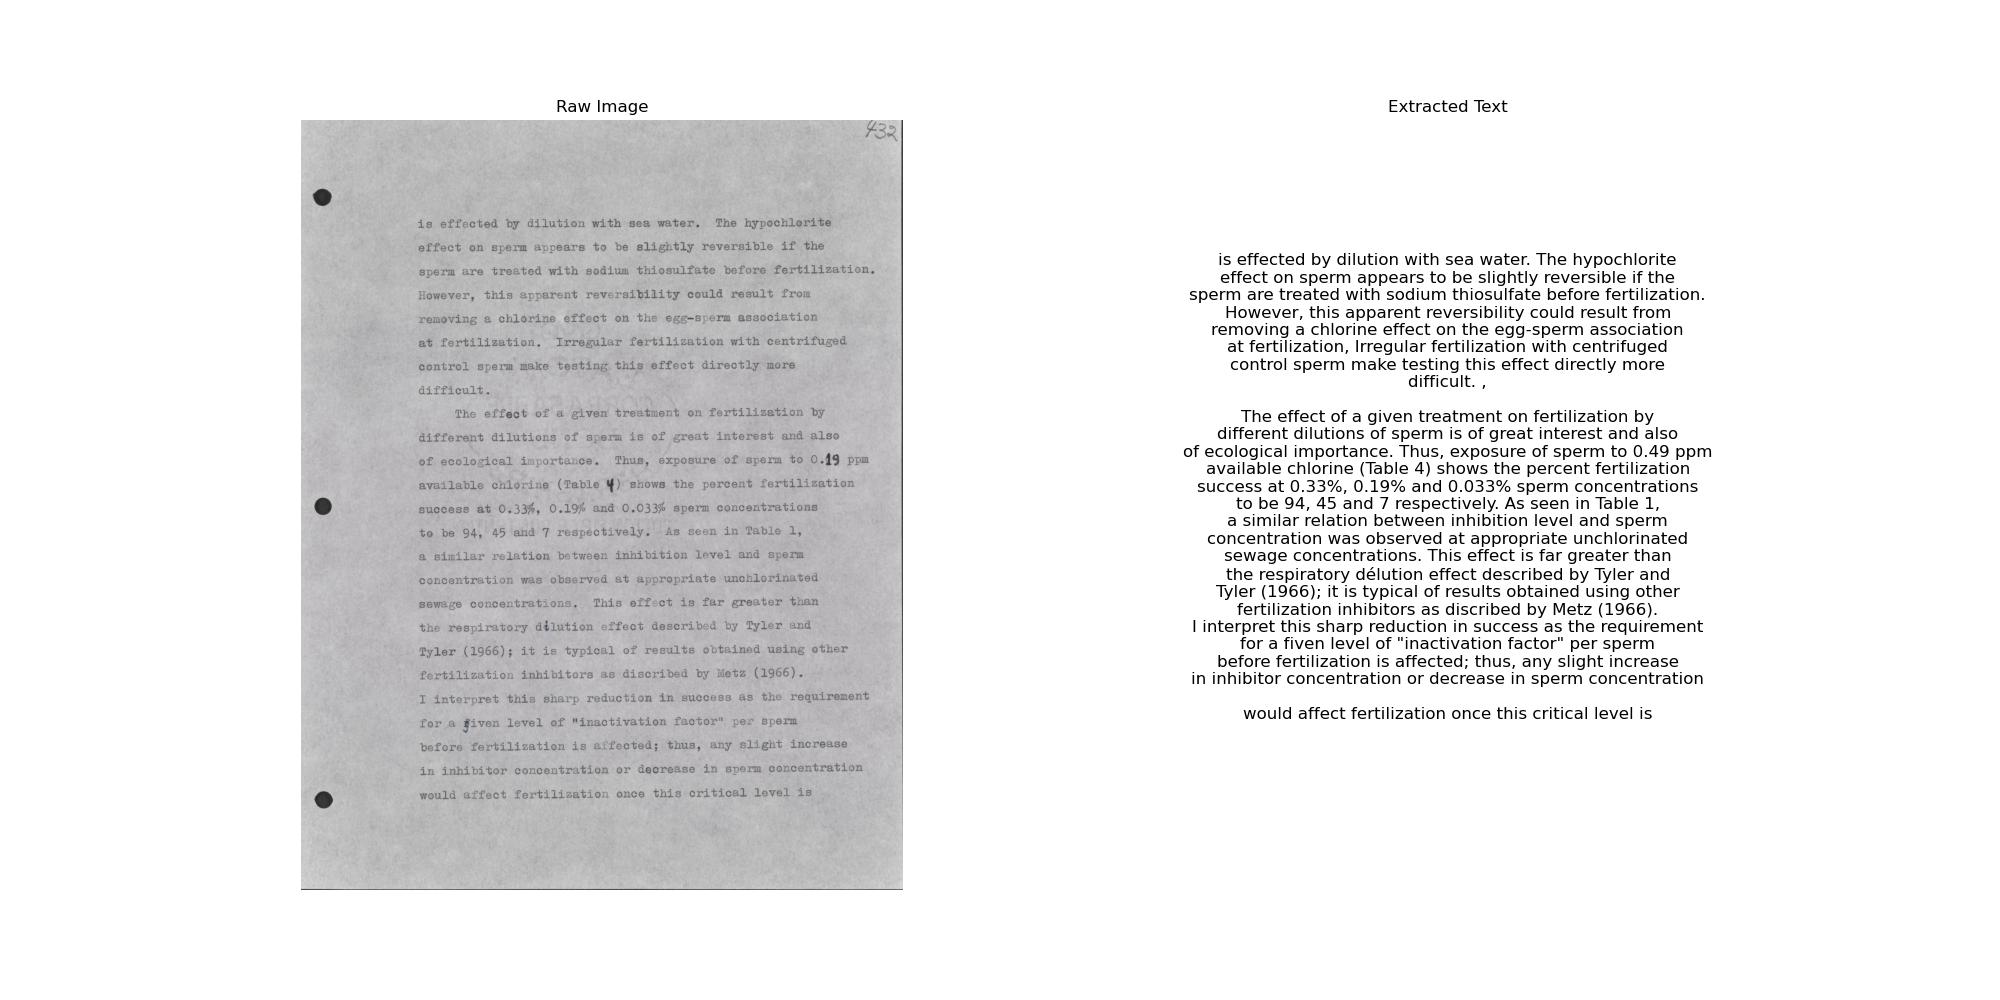 Raw Image
432
is effected by dilution with sea water. The hypochlorite
effect on sperm appears to be slightly reversible if the
sperm are treated with sodium thiosulfate before fertilization.
However, this apparent reversibility could result from
removing a chlorine effect on the egg-sperm association
at fertilization. Irregular fertilization with centrifuged
control sperm make testing this effect directly more
difficult.
The effect of a given treatment on fertilization by
different dilutions of sperm is of great interest and also
of ecological importance. Thus, exposure of sperm to 0.19 ppm
available chlorine (Table 4) shows the percent fertilization
success at 0.33%, 0.19% and 0.033% sperm concentrations
to be 94, 45 and 7 respectively. As seen in Table 1,
a similar relation between inhibition level and sperm
concentration was observed at appropriate unchlorinated
sewage concentrations. This effect is far greater than
the respiratory dilution effect described by Tyler and
Tyler (1966); it is typical of results obtained using other
fertilization inhibitors as discribed by Metz (1966).
I interpret this sharp reduction in success as the requirement
for a given level of "inactivation factor" per sperm
before fertilization is affected; thus, any slight increase
in inhibitor concentration or decrease in sperm concentration
would affect fertilization once this critical level is
Extracted Text
is effected by dilution with sea water. The hypochlorite
effect on sperm appears to be slightly reversible if the
sperm are treated with sodium thiosulfate before fertilization.
However, this apparent reversibility could result from
removing a chlorine effect on the egg-sperm association
at fertilization, Irregular fertilization with centrifuged
control sperm make testing this effect directly more
difficult. ,
The effect of a given treatment on fertilization by
different dilutions of sperm is of great interest and also
of ecological importance. Thus, exposure of sperm to 0.49 ppm
available chlorine (Table 4) shows the percent fertilization
success at 0.33%, 0.19% and 0.033% sperm concentrations
to be 94, 45 and 7 respectively. As seen in Table 1,
a similar relation between inhibition level and sperm
concentration was observed at appropriate unchlorinated
sewage concentrations. This effect is far greater than
the respiratory délution effect described by Tyler and
Tyler (1966); it is typical of results obtained using other
fertilization inhibitors as discribed by Metz (1966).
I interpret this sharp reduction in success as the requirement
for a fiven level of "inactivation factor" per sperm
before fertilization is affected; thus, any slight increase
in inhibitor concentration or decrease in sperm concentration
would affect fertilization once this critical level is